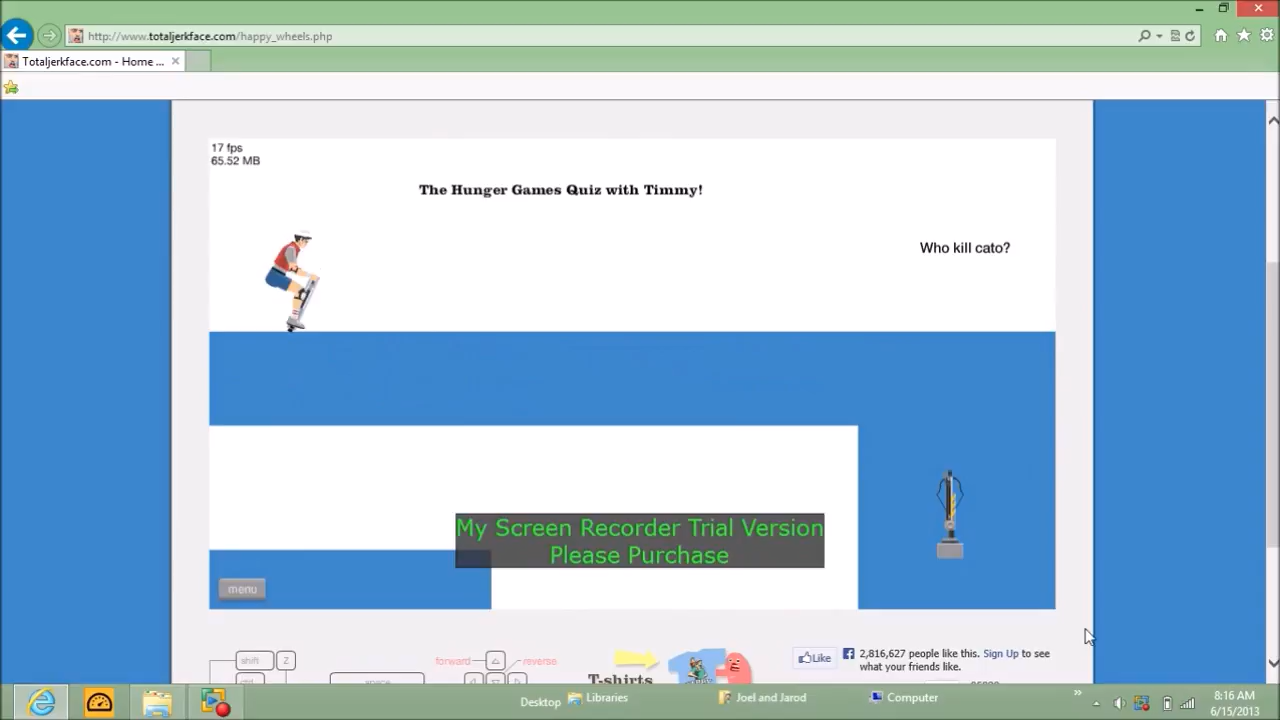 http://www.totaljerkface.com/happy_wheels.php
Totaljerkface.com - Home ...
17 fps
65.52 MB
The Hunger Games Quiz with Timmy!
Who kill cato?
My Screen Recorder Trial Version
Please Purchase
menu
shift Z
forward reverse
ctrl
space
T-shirts
Like
2,816,627 people like this. Sign Up to see
what your friends like.
Desktop Libraries Joel and Jarod Computer
8:16 AM
6/15/2013